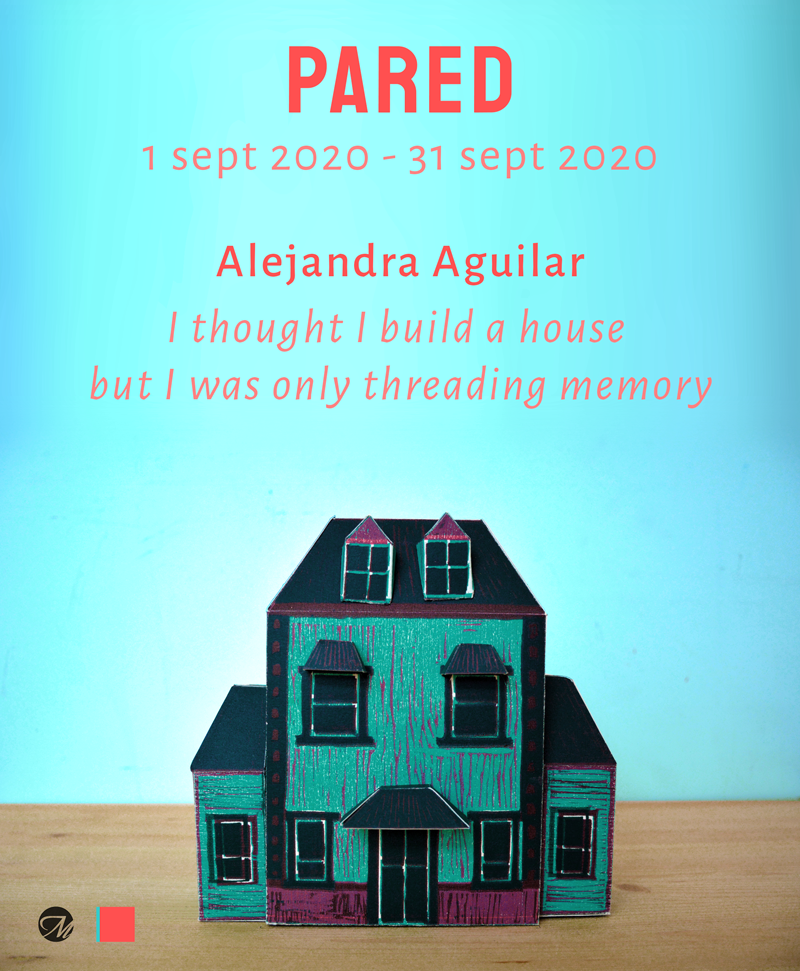 PARED
1 sept 2020 - 31 sept 2020
Alejandra Aguilar
I thought I build a house
but I was only threading memory
M